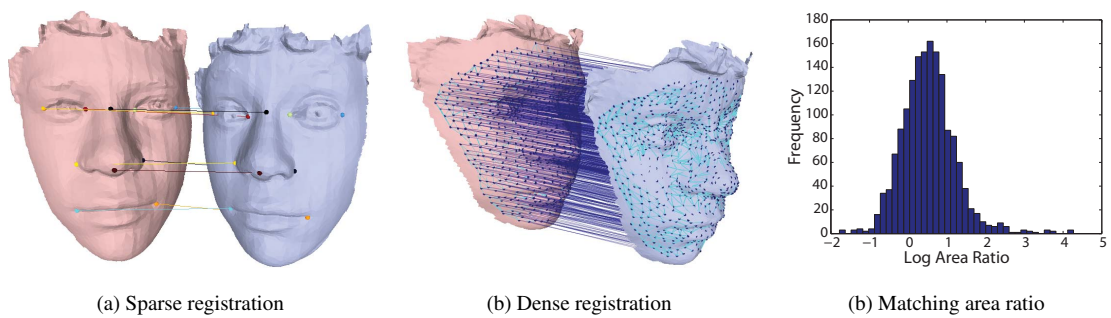 180
160
140
120
100
80
60
40
20
0
Frequency
−2 −1 0 1 2 3 4 5
Log Area Ratio
(a) Sparse registration
(b) Dense registration
(b) Matching area ratio